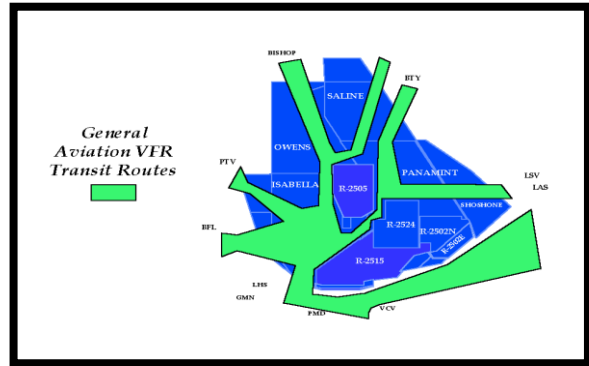 General
Aviation VFR
Transit Routes
BISHOP
BTY
SALINE
OWENS
PTV
ISABELLA
R-2505
PANAMINT
LSV
LAS
SHOSHONE
R-2524
R-2502N
R-2502E
BFL
R-2515
LHS
GMN
PMD
VCV